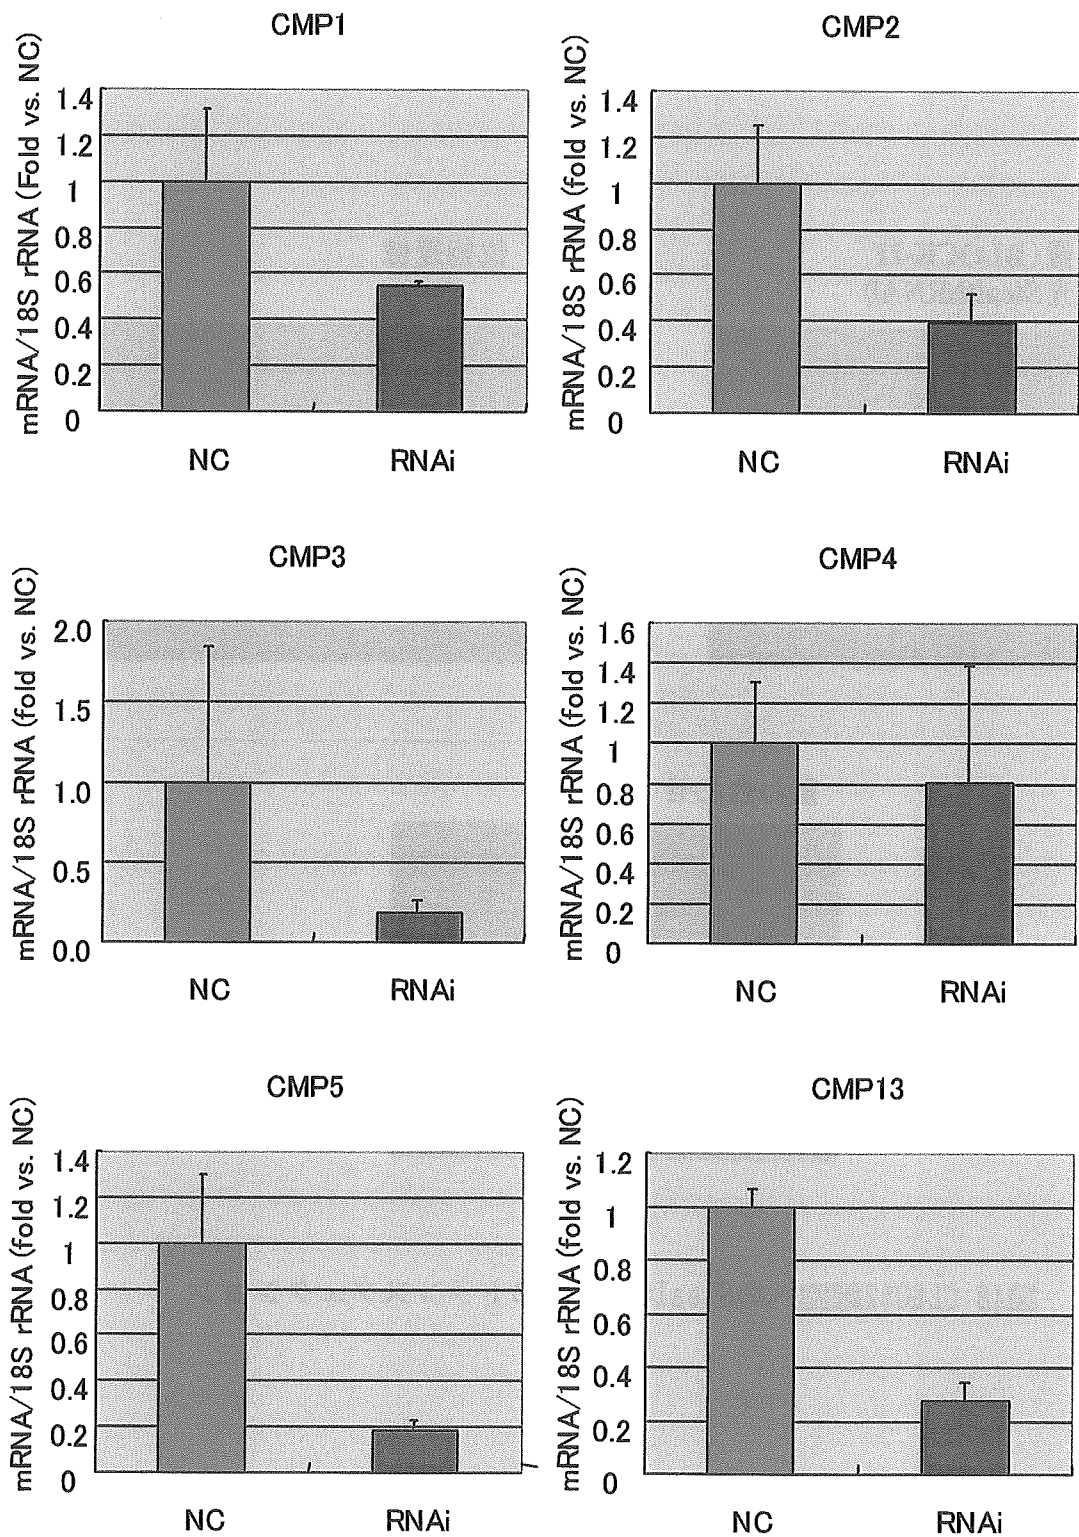 CMP1
mRNA/18S rRNA (Fold vs. NC)
1.4
1.2
1
0.8
0.6
0.4
0.2
0
NC RNAi
CMP2
mRNA/18S rRNA (fold vs. NC)
1.4
1.2
1
0.8
0.6
0.4
0.2
0
NC RNAi
CMP3
mRNA/18S rRNA (fold vs. NC)
2.0
1.5
1.0
0.5
0.0
NC RNAi
CMP4
mRNA/18S rRNA (fold vs. NC)
1.6
1.4
1.2
1
0.8
0.6
0.4
0.2
0
NC RNAi
CMP5
mRNA/18S rRNA (fold vs. NC)
1.4
1.2
1
0.8
0.6
0.4
0.2
0
NC RNAi
CMP13
mRNA/18S rRNA (fold vs. NC)
1.2
1
0.8
0.6
0.4
0.2
0
NC RNAi